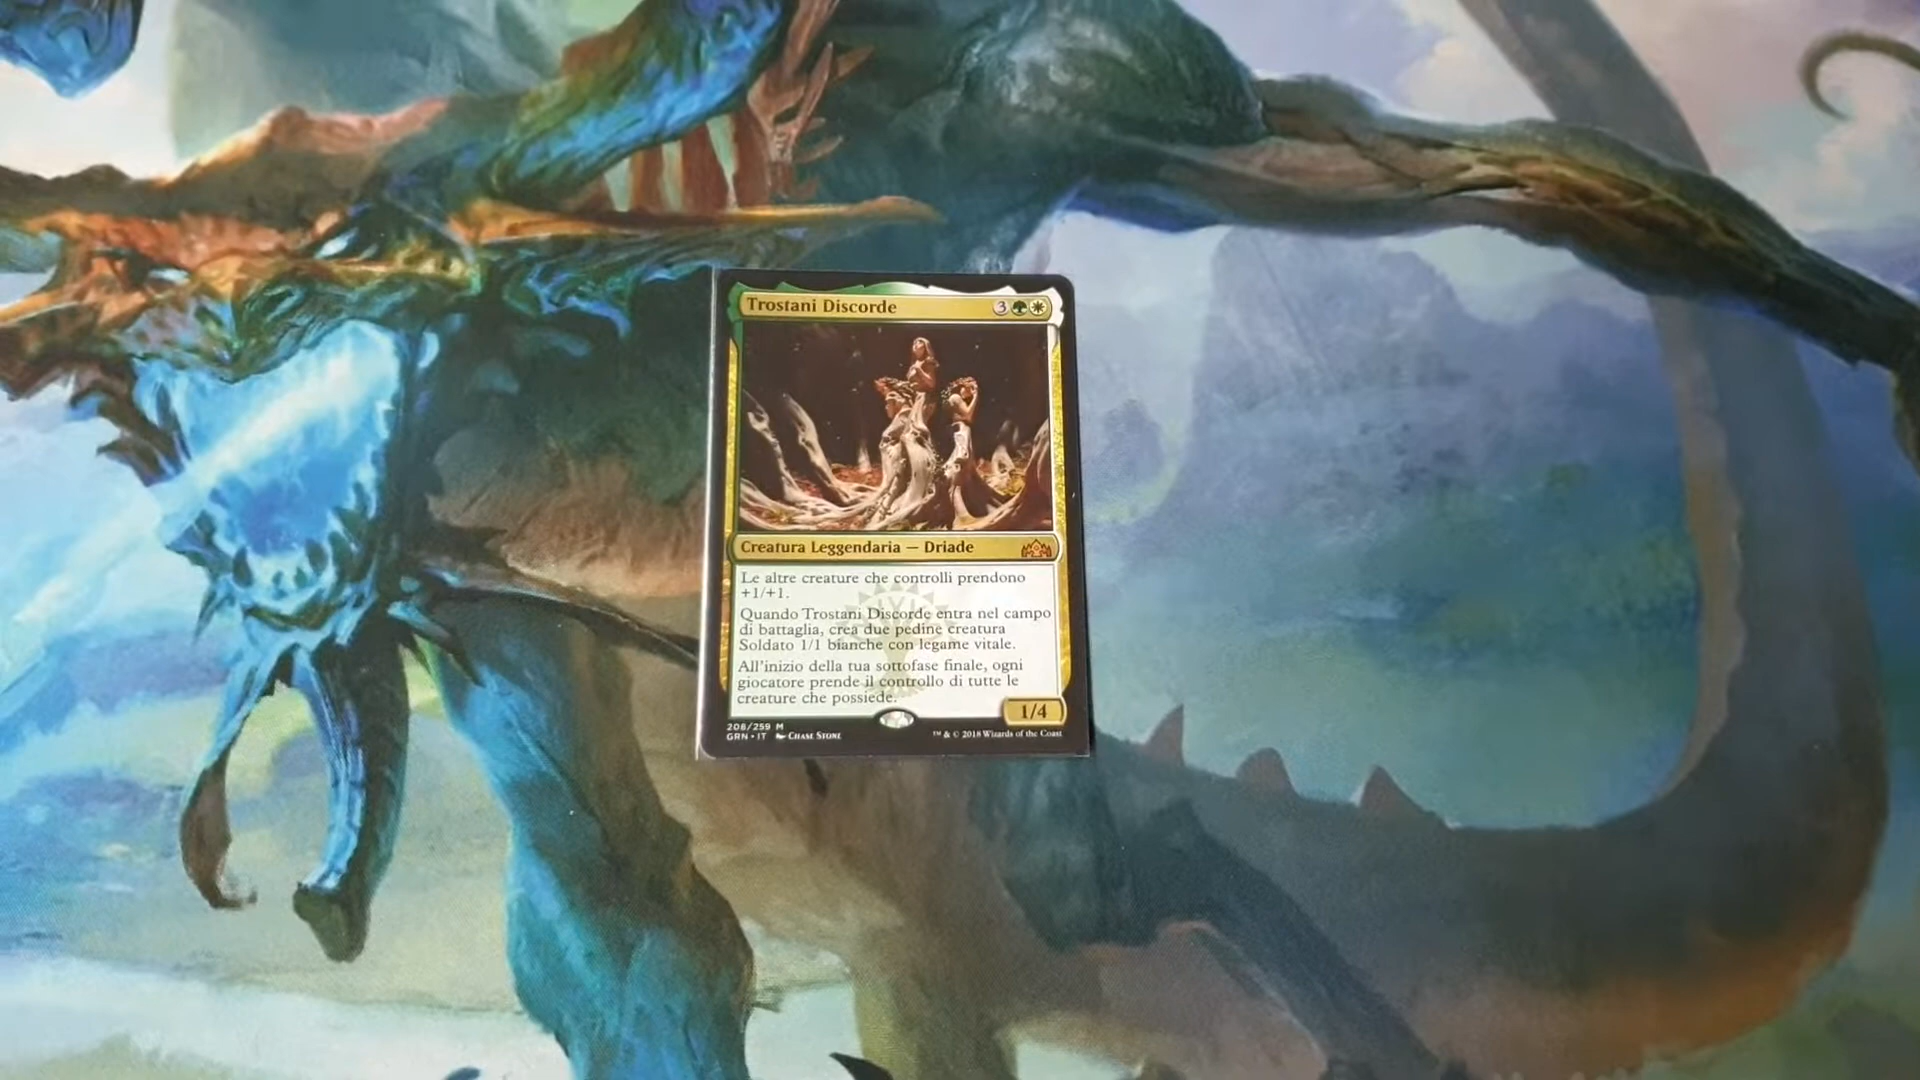 Trostani Discorde 3
Creatura Leggendaria — Driade
Le altre creature che controlli prendono
+1/+1.
Quando Trostani Discorde entra nel campo
di battaglia, crea due pedine creatura
Soldato 1/1 bianche con legame vitale.
All'inizio della tua sottofase finale, ogni
giocatore prende il controllo di tutte le
creature che possiede.
1/4
208/259 M
GRN • IT Chase Stone
™ & © 2018 Wizards of the Coast